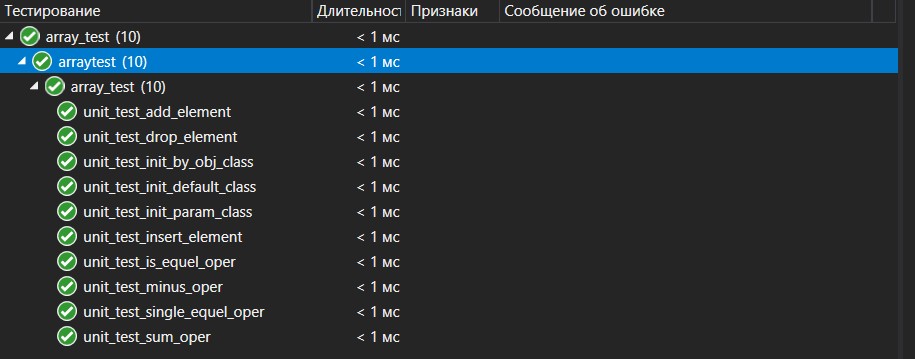 Тестирование Длительност Признаки Сообщение об ошибке
array_test (10) < 1 мс
arraytest (10) < 1 мс
array_test (10) < 1 мс
unit_test_add_element < 1 мс
unit_test_drop_element < 1 мс
unit_test_init_by_obj_class < 1 мс
unit_test_init_default_class < 1 мс
unit_test_init_param_class < 1 мс
unit_test_insert_element < 1 мс
unit_test_is_equel_oper < 1 мс
unit_test_minus_oper < 1 мс
unit_test_single_equel_oper < 1 мс
unit_test_sum_oper < 1 мс